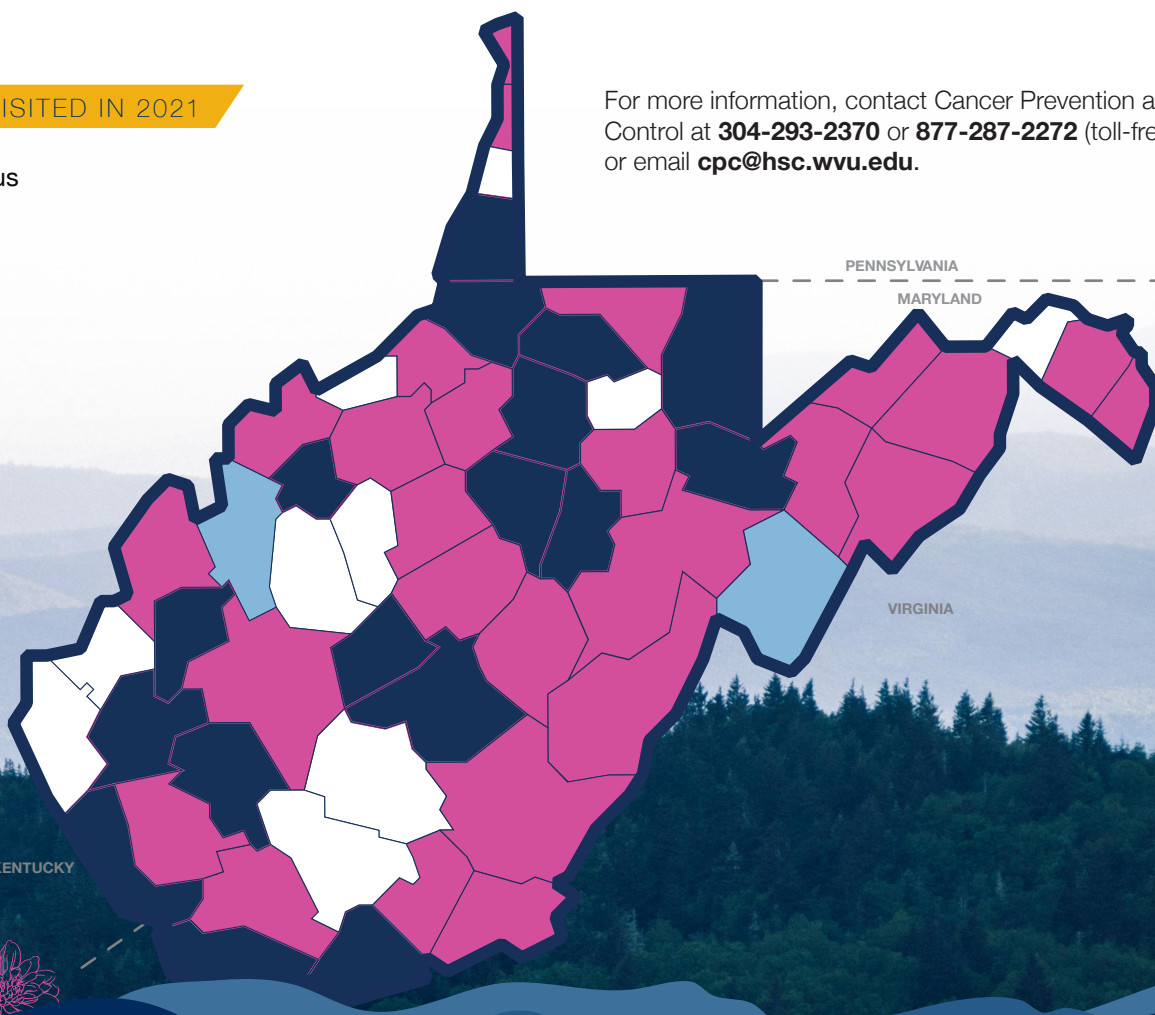 ISITED IN 2021
us
For more information, contact Cancer Prevention a
Control at 304-293-2370 or 877-287-2272 (toll-fre
or email cpc@hsc.wvu.edu.
PENNSYLVANIA
MARYLAND
VIRGINIA
KENTUCKY